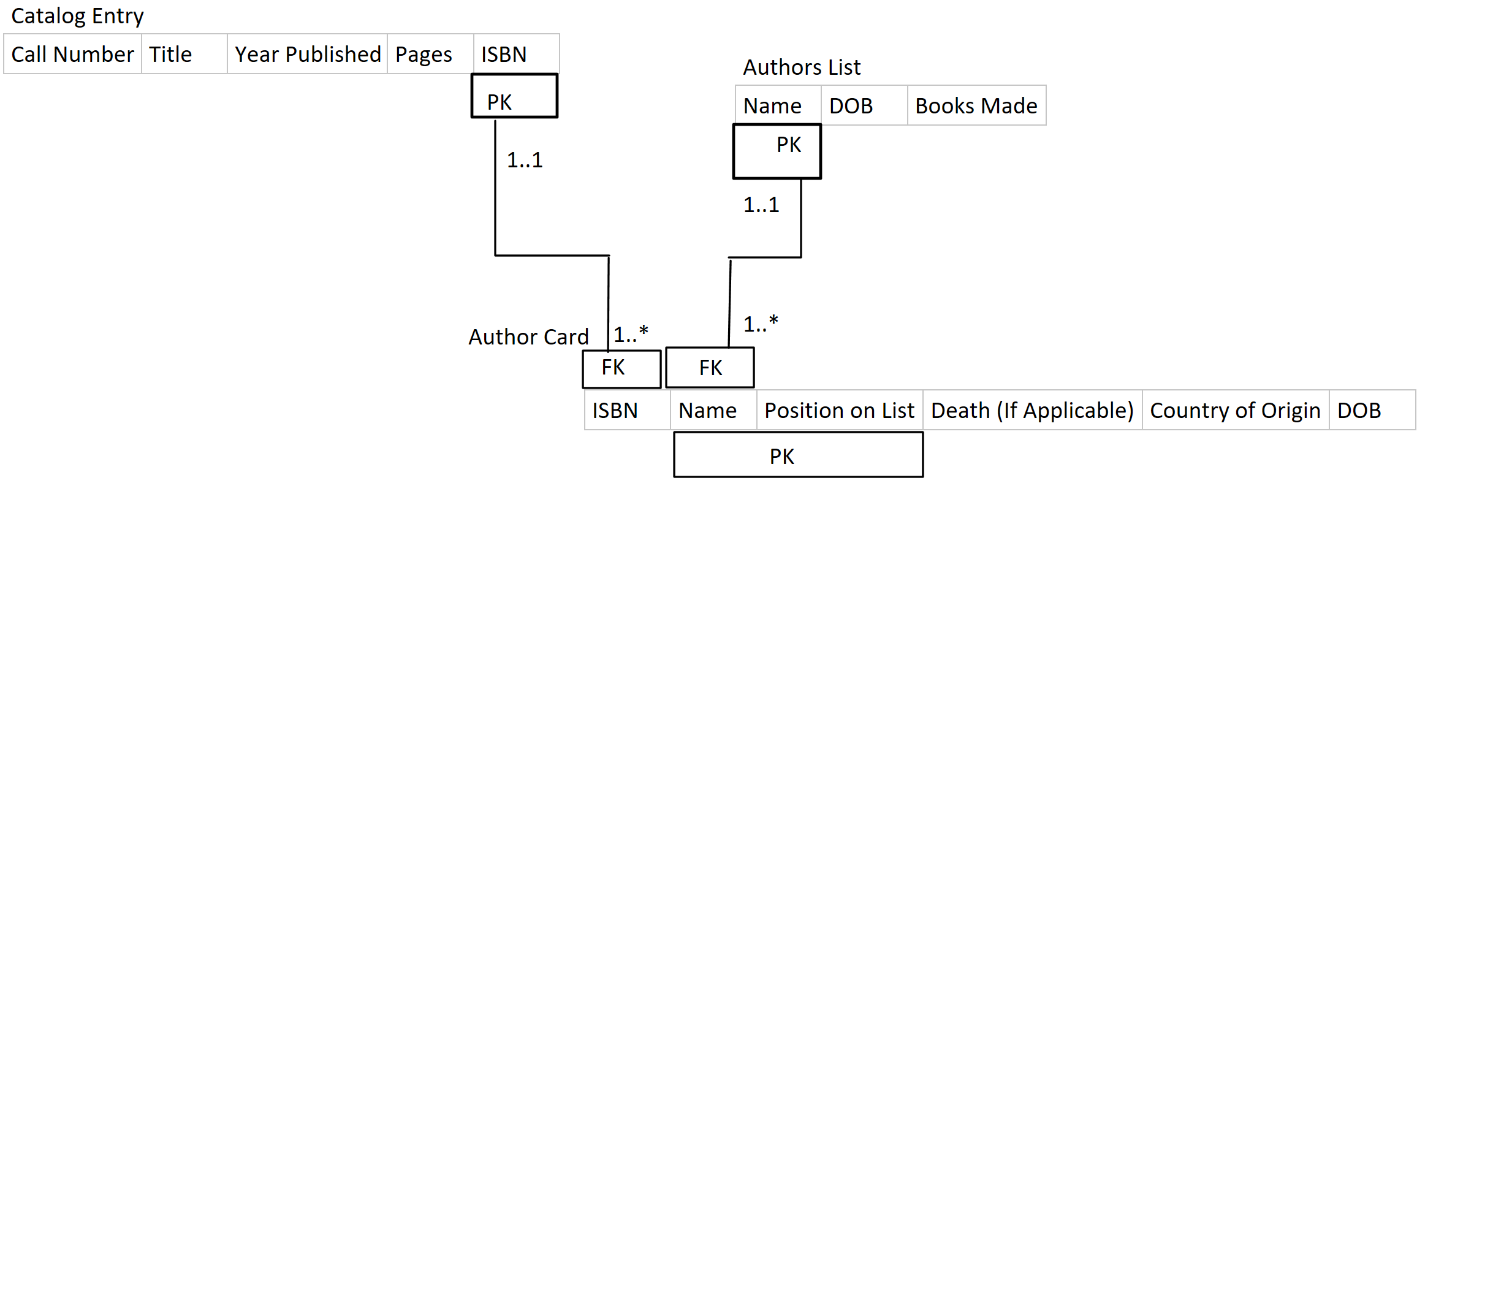 Catalog Entry
Call Number Title Year Published Pages ISBN
PK
1..1
Authors List
Name DOB Books Made
PK
1..1
Author Card
1..*
1..*
FK FK
ISBN Name Position on List Death (If Applicable) Country of Origin DOB
PK